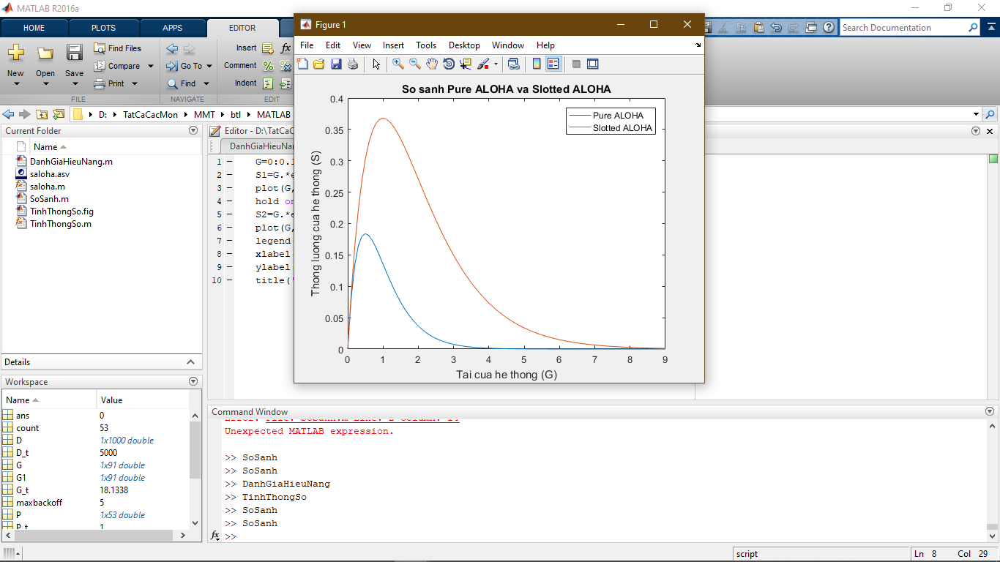 MATLAB R2016a
HOME PLOTS APPS EDITOR
Search Documentation
New Open Save
Find Files
Compare
Print
Go To
Find
Insert fx
Comment
Indent
FILE NAVIGATE EDIT
D: TatCaCacMon MMT btl MATLAB
Current Folder
Name
DanhGiaHieuNang.m
saloha.asv
saloha.m
SoSanh.m
TinhThongSo.fig
TinhThongSo.m
Details
Workspace
Name Value
ans 0
count 53
D 1x1000 double
D_t 5000
G 1x91 double
G1 1x91 double
G_t 18.1338
maxbackoff 5
P 1x53 double
P_t 1
Editor - D:\TatCaC
DanhGiaHieuNan
1 G=0:0.1
2 S1=G.*e
3 plot(G,
4 hold on
5 S2=G.*e
6 plot(G,
7 legend
8 xlabel
9 ylabel
10 title('
Figure 1
File Edit View Insert Tools Desktop Window Help
So sanh Pure ALOHA va Slotted ALOHA
Pure ALOHA
Slotted ALOHA
Thong luong cua he thong (S)
0.4
0.35
0.3
0.25
0.2
0.15
0.1
0.05
0
0 1 2 3 4 5 6 7 8 9
Tai cua he thong (G)
Command Window
Unexpected MATLAB expression.
>> SoSanh
>> SoSanh
>> DanhGiaHieuNang
>> TinhThongSo
>> SoSanh
>> SoSanh
fx >>
script Ln 8 Col 29